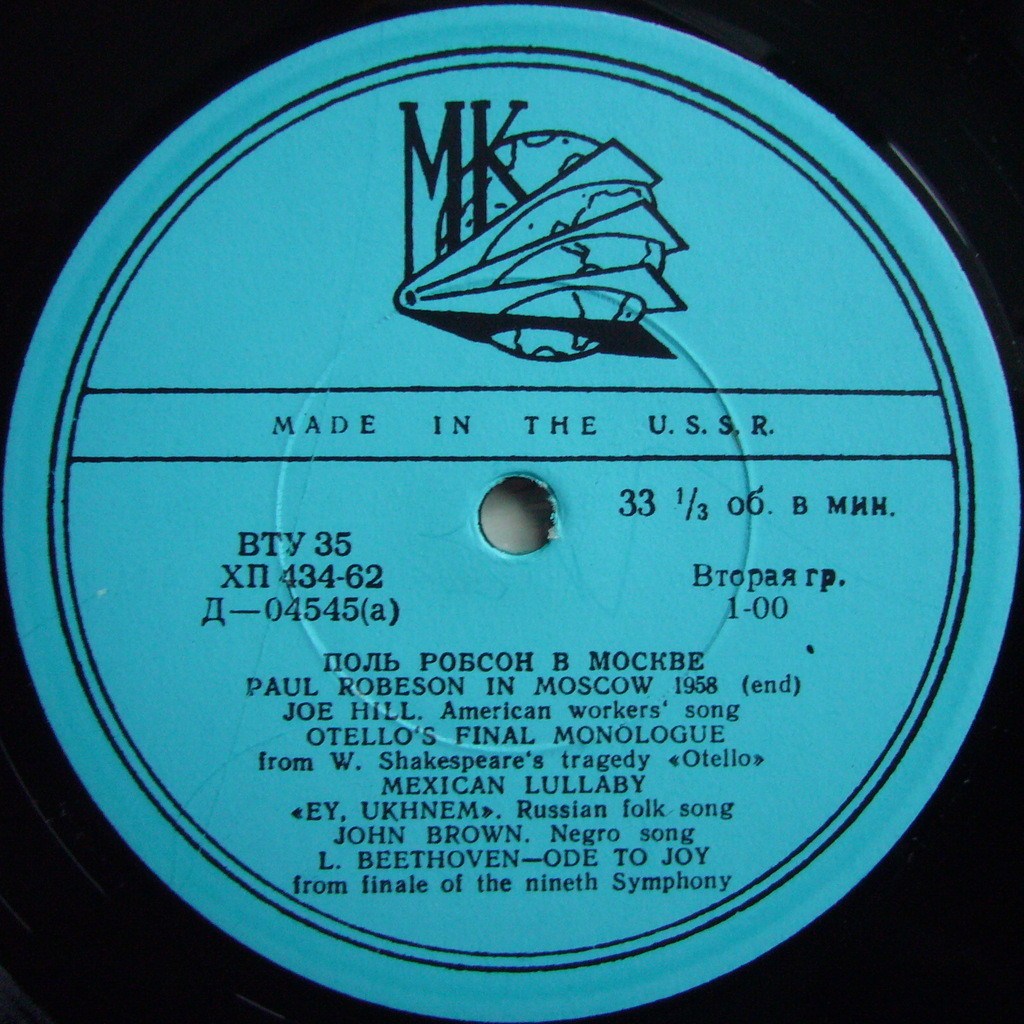 МК
MADE IN THE U.S.S.R.
33 1/3 об. в мин.
ВТУ 35
ХП 434-62
Вторая гр.
Д—04545(а)
1-00
ПОЛЬ РОБСОН В МОСКВЕ
PAUL ROBESON IN MOSCOW 1958 (end)
JOE HILL. American workers' song
OTELLO'S FINAL MONOLOGUE
from W. Shakespeare's tragedy «Otello»
MEXICAN LULLABY
«EY, UKHNEM». Russian folk song
JOHN BROWN. Negro song
L. BEETHOVEN—ODE TO JOY
from finale of the nineth Symphony